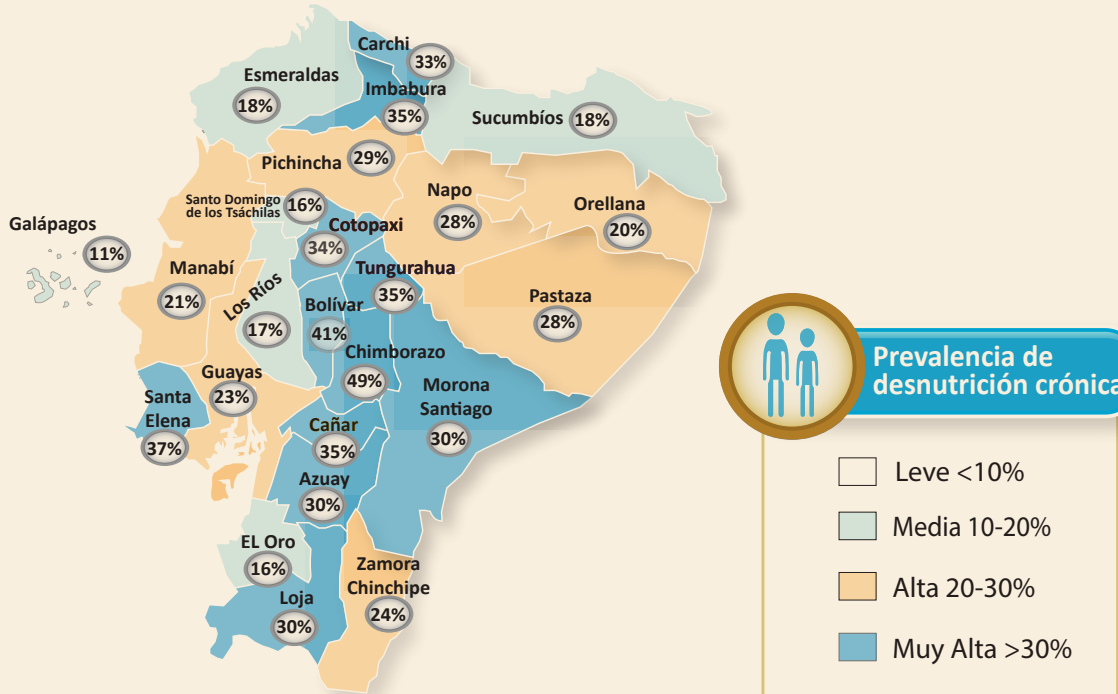 Carchi
33%
Esmeraldas
18%
Imbabura
35%
Sucumbíos
18%
Pichincha
29%
Santo Domingo
de los Tsáchilas
16%
Napo
28%
Orellana
20%
Galápagos
11%
Cotopaxi
34%
Manabí
21%
Tungurahua
35%
Los Ríos
17%
Bolívar
41%
Pastaza
28%
Chimborazo
49%
Guayas
23%
Santa
Elena
37%
Morona
Santiago
30%
Cañar
35%
Azuay
30%
EL Oro
16%
Zamora
Chinchipe
24%
Loja
30%
Prevalencia de
desnutrición crónica
Leve <10%
Media 10-20%
Alta 20-30%
Muy Alta >30%